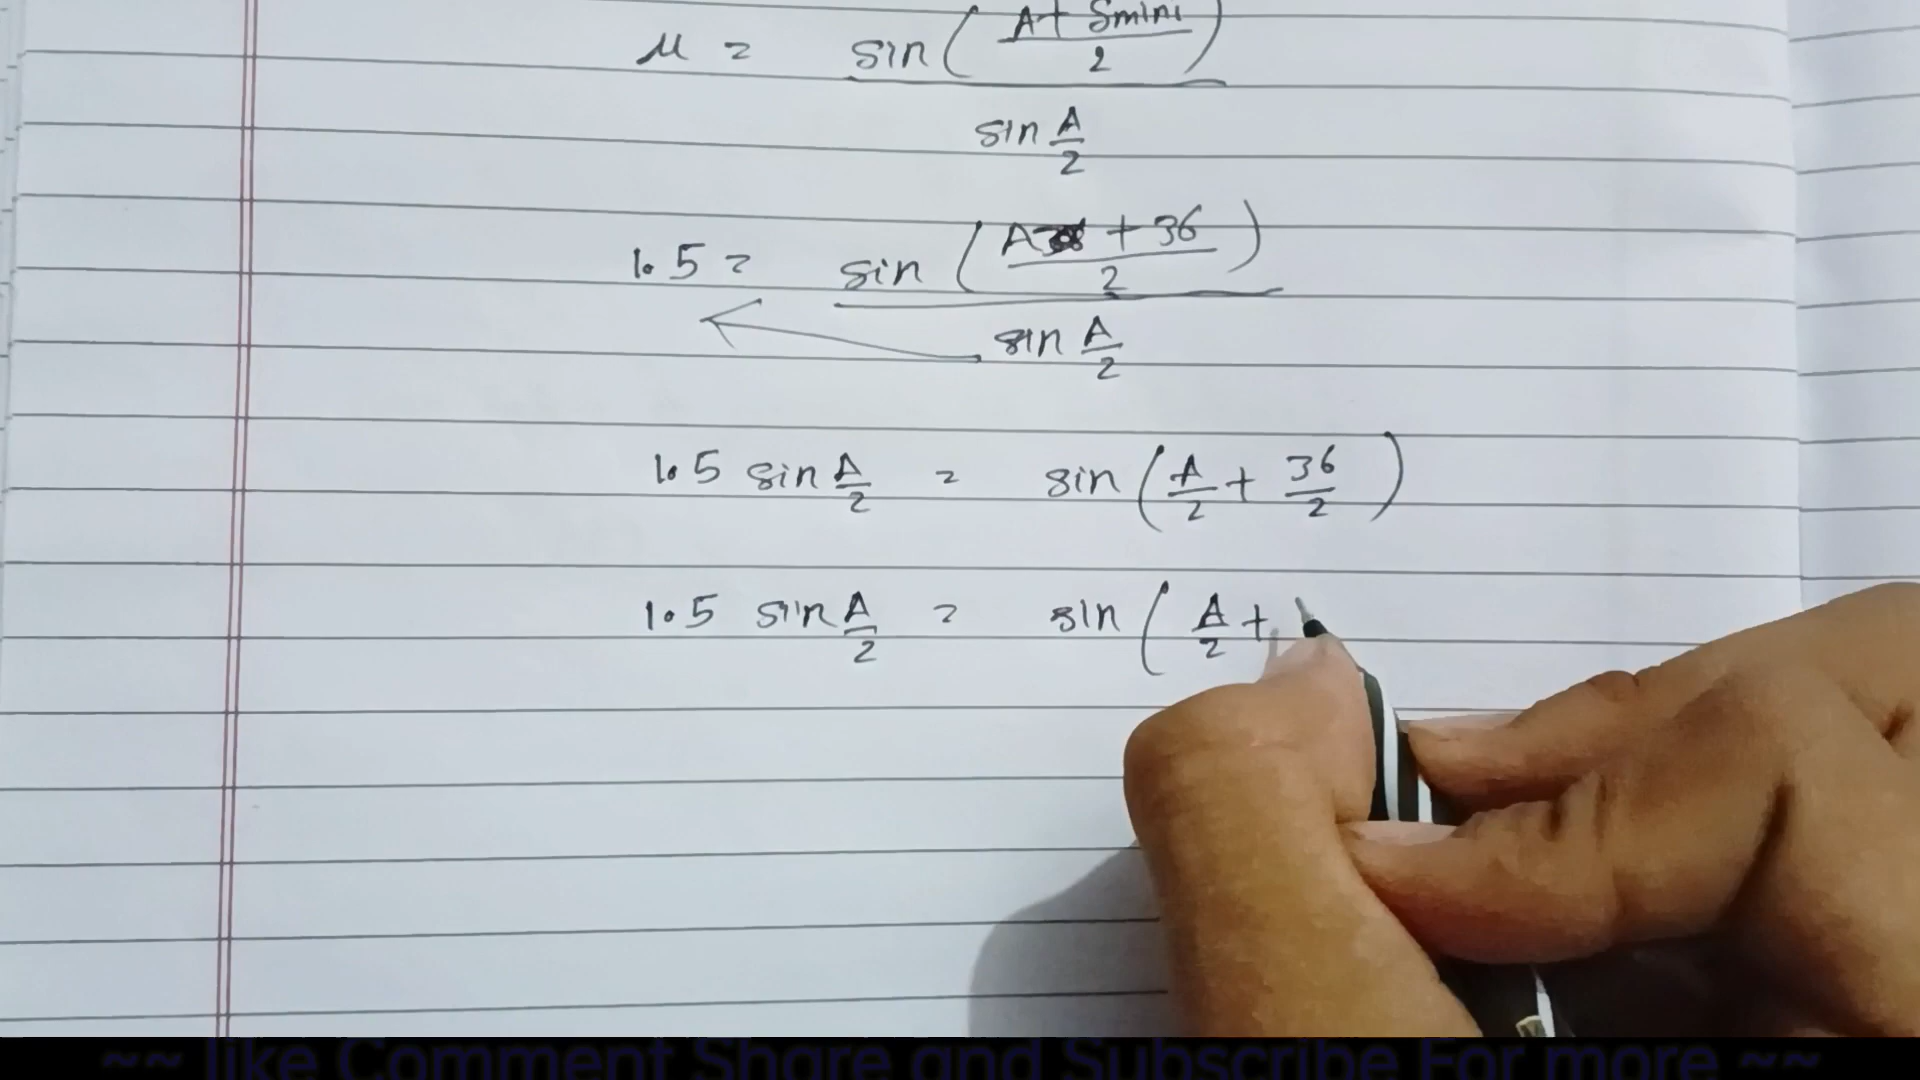 μ = sin(A + δmini / 2)
sin A/2
1.5 = sin(A + 36 / 2)
sin A/2
1.5 sin A/2 = sin(A/2 + 36/2)
1.5 sin A/2 = sin(A/2 +
~~ like Comment Share and Subscribe For more ~~